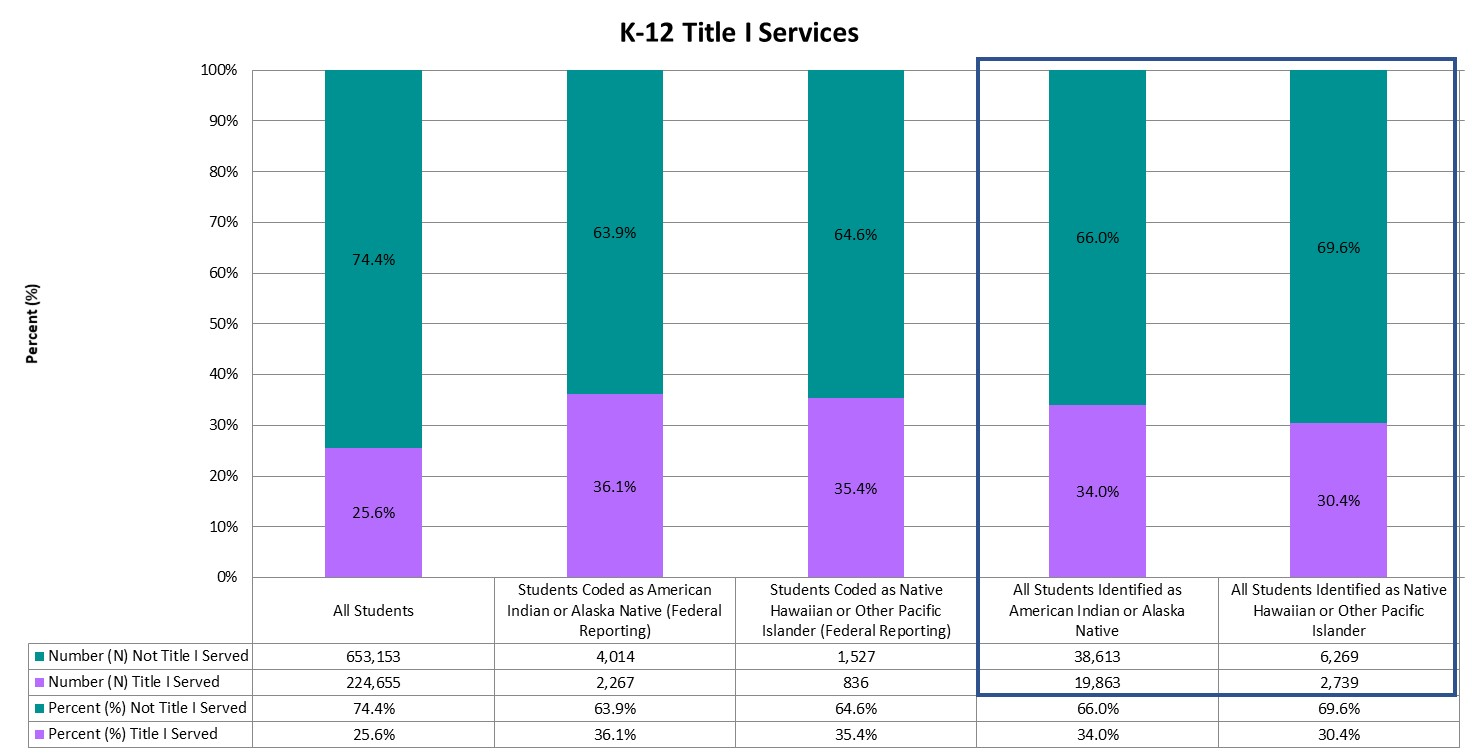 K-12 Title I Services
Percent (%)
100%
90%
80%
70%
60%
50%
40%
30%
20%
10%
0%
74.4%
63.9%
64.6%
66.0%
69.6%
25.6%
36.1%
35.4%
34.0%
30.4%
All Students
Students Coded as American
Indian or Alaska Native (Federal
Reporting)
Students Coded as Native
Hawaiian or Other Pacific
Islander (Federal Reporting)
All Students Identified as
American Indian or Alaska
Native
All Students Identified as Native
Hawaiian or Other Pacific
Islander
Number (N) Not Title I Served 653,153 4,014 1,527 38,613 6,269
Number (N) Title I Served 224,655 2,267 836 19,863 2,739
Percent (%) Not Title I Served 74.4% 63.9% 64.6% 66.0% 69.6%
Percent (%) Title I Served 25.6% 36.1% 35.4% 34.0% 30.4%